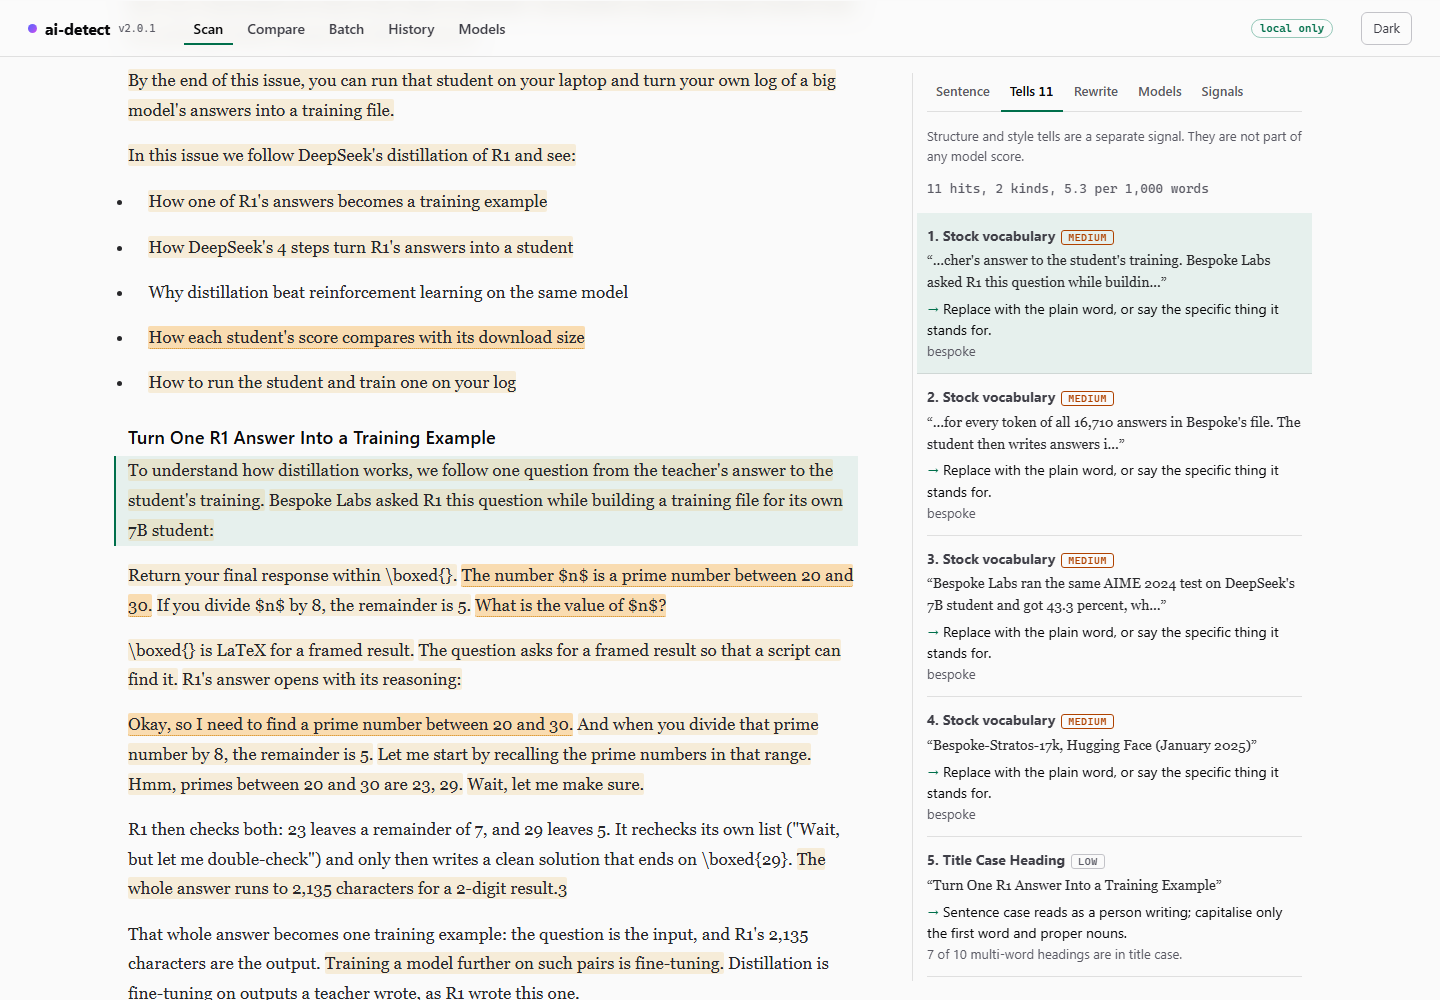 ai-detect v2.0.1 Scan Compare Batch History Models local only Dark
By the end of this issue, you can run that student on your laptop and turn your own log of a big
model's answers into a training file.
In this issue we follow DeepSeek's distillation of R1 and see:
• How one of R1's answers becomes a training example
• How DeepSeek's 4 steps turn R1's answers into a student
• Why distillation beat reinforcement learning on the same model
• How each student's score compares with its download size
• How to run the student and train one on your log
Turn One R1 Answer Into a Training Example
To understand how distillation works, we follow one question from the teacher's answer to the
student's training. Bespoke Labs asked R1 this question while building a training file for its own
7B student:
Return your final response within \boxed{}. The number $n$ is a prime number between 20 and
30. If you divide $n$ by 8, the remainder is 5. What is the value of $n$?
\boxed{} is LaTeX for a framed result. The question asks for a framed result so that a script can
find it. R1's answer opens with its reasoning:
Okay, so I need to find a prime number between 20 and 30. And when you divide that prime
number by 8, the remainder is 5. Let me start by recalling the prime numbers in that range.
Hmm, primes between 20 and 30 are 23, 29. Wait, let me make sure.
R1 then checks both: 23 leaves a remainder of 7, and 29 leaves 5. It rechecks its own list ("Wait,
but let me double-check") and only then writes a clean solution that ends on \boxed{29}. The
whole answer runs to 2,135 characters for a 2-digit result.3
That whole answer becomes one training example: the question is the input, and R1's 2,135
characters are the output. Training a model further on such pairs is fine-tuning. Distillation is
fine-tuning on outputs a teacher wrote, as R1 wrote this one.
Sentence Tells 11 Rewrite Models Signals
Structure and style tells are a separate signal. They are not part of
any model score.
11 hits, 2 kinds, 5.3 per 1,000 words
1. Stock vocabulary MEDIUM
“…cher's answer to the student's training. Bespoke Labs
asked R1 this question while buildin…”
→ Replace with the plain word, or say the specific thing it
stands for.
bespoke
2. Stock vocabulary MEDIUM
“…for every token of all 16,710 answers in Bespoke's file. The
student then writes answers i…”
→ Replace with the plain word, or say the specific thing it
stands for.
bespoke
3. Stock vocabulary MEDIUM
“Bespoke Labs ran the same AIME 2024 test on DeepSeek's
7B student and got 43.3 percent, wh…”
→ Replace with the plain word, or say the specific thing it
stands for.
bespoke
4. Stock vocabulary MEDIUM
“Bespoke-Stratos-17k, Hugging Face (January 2025)”
→ Replace with the plain word, or say the specific thing it
stands for.
bespoke
5. Title Case Heading LOW
“Turn One R1 Answer Into a Training Example”
→ Sentence case reads as a person writing; capitalise only
the first word and proper nouns.
7 of 10 multi-word headings are in title case.